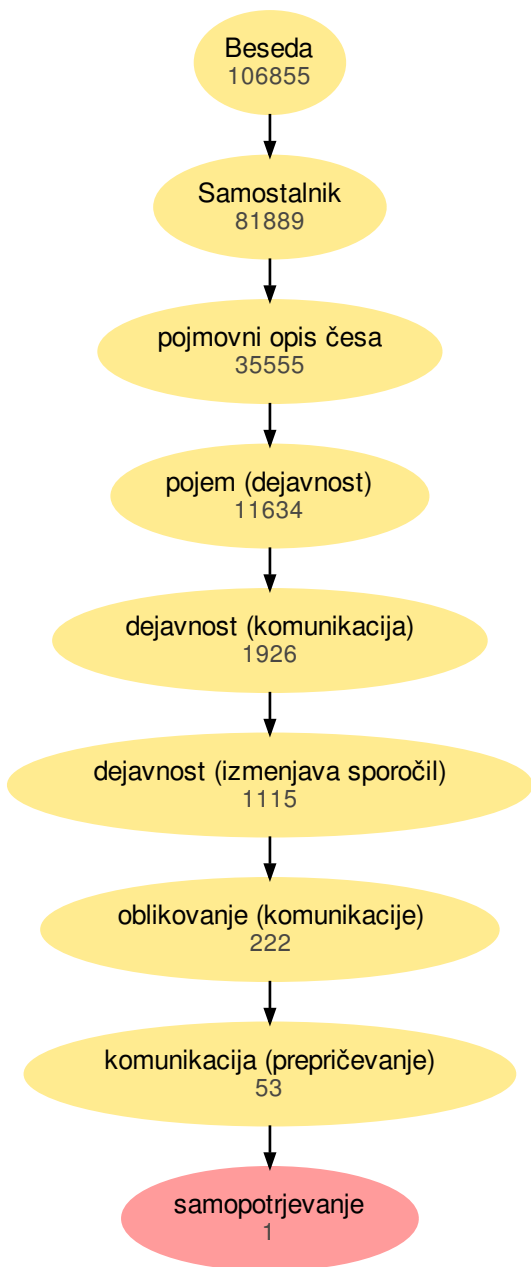 Beseda
106855
Samostalnik
81889
pojmovni opis česa
35555
pojem (dejavnost)
11634
dejavnost (komunikacija)
1926
dejavnost (izmenjava sporočil)
1115
oblikovanje (komunikacije)
222
komunikacija (prepričevanje)
53
samopotrjevanje
1